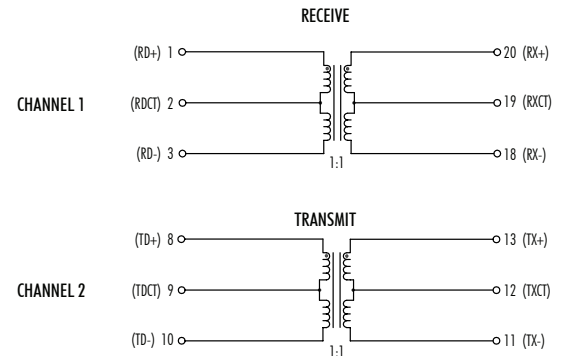 RECEIVE
(RD+) 1
20 (RX+)
CHANNEL 1
(RDCT) 2
19 (RXCT)
(RD-) 3
18 (RX-)
1:1
TRANSMIT
(TD+) 8
13 (TX+)
CHANNEL 2
(TDCT) 9
12 (TXCT)
(TD-) 10
11 (TX-)
1:1